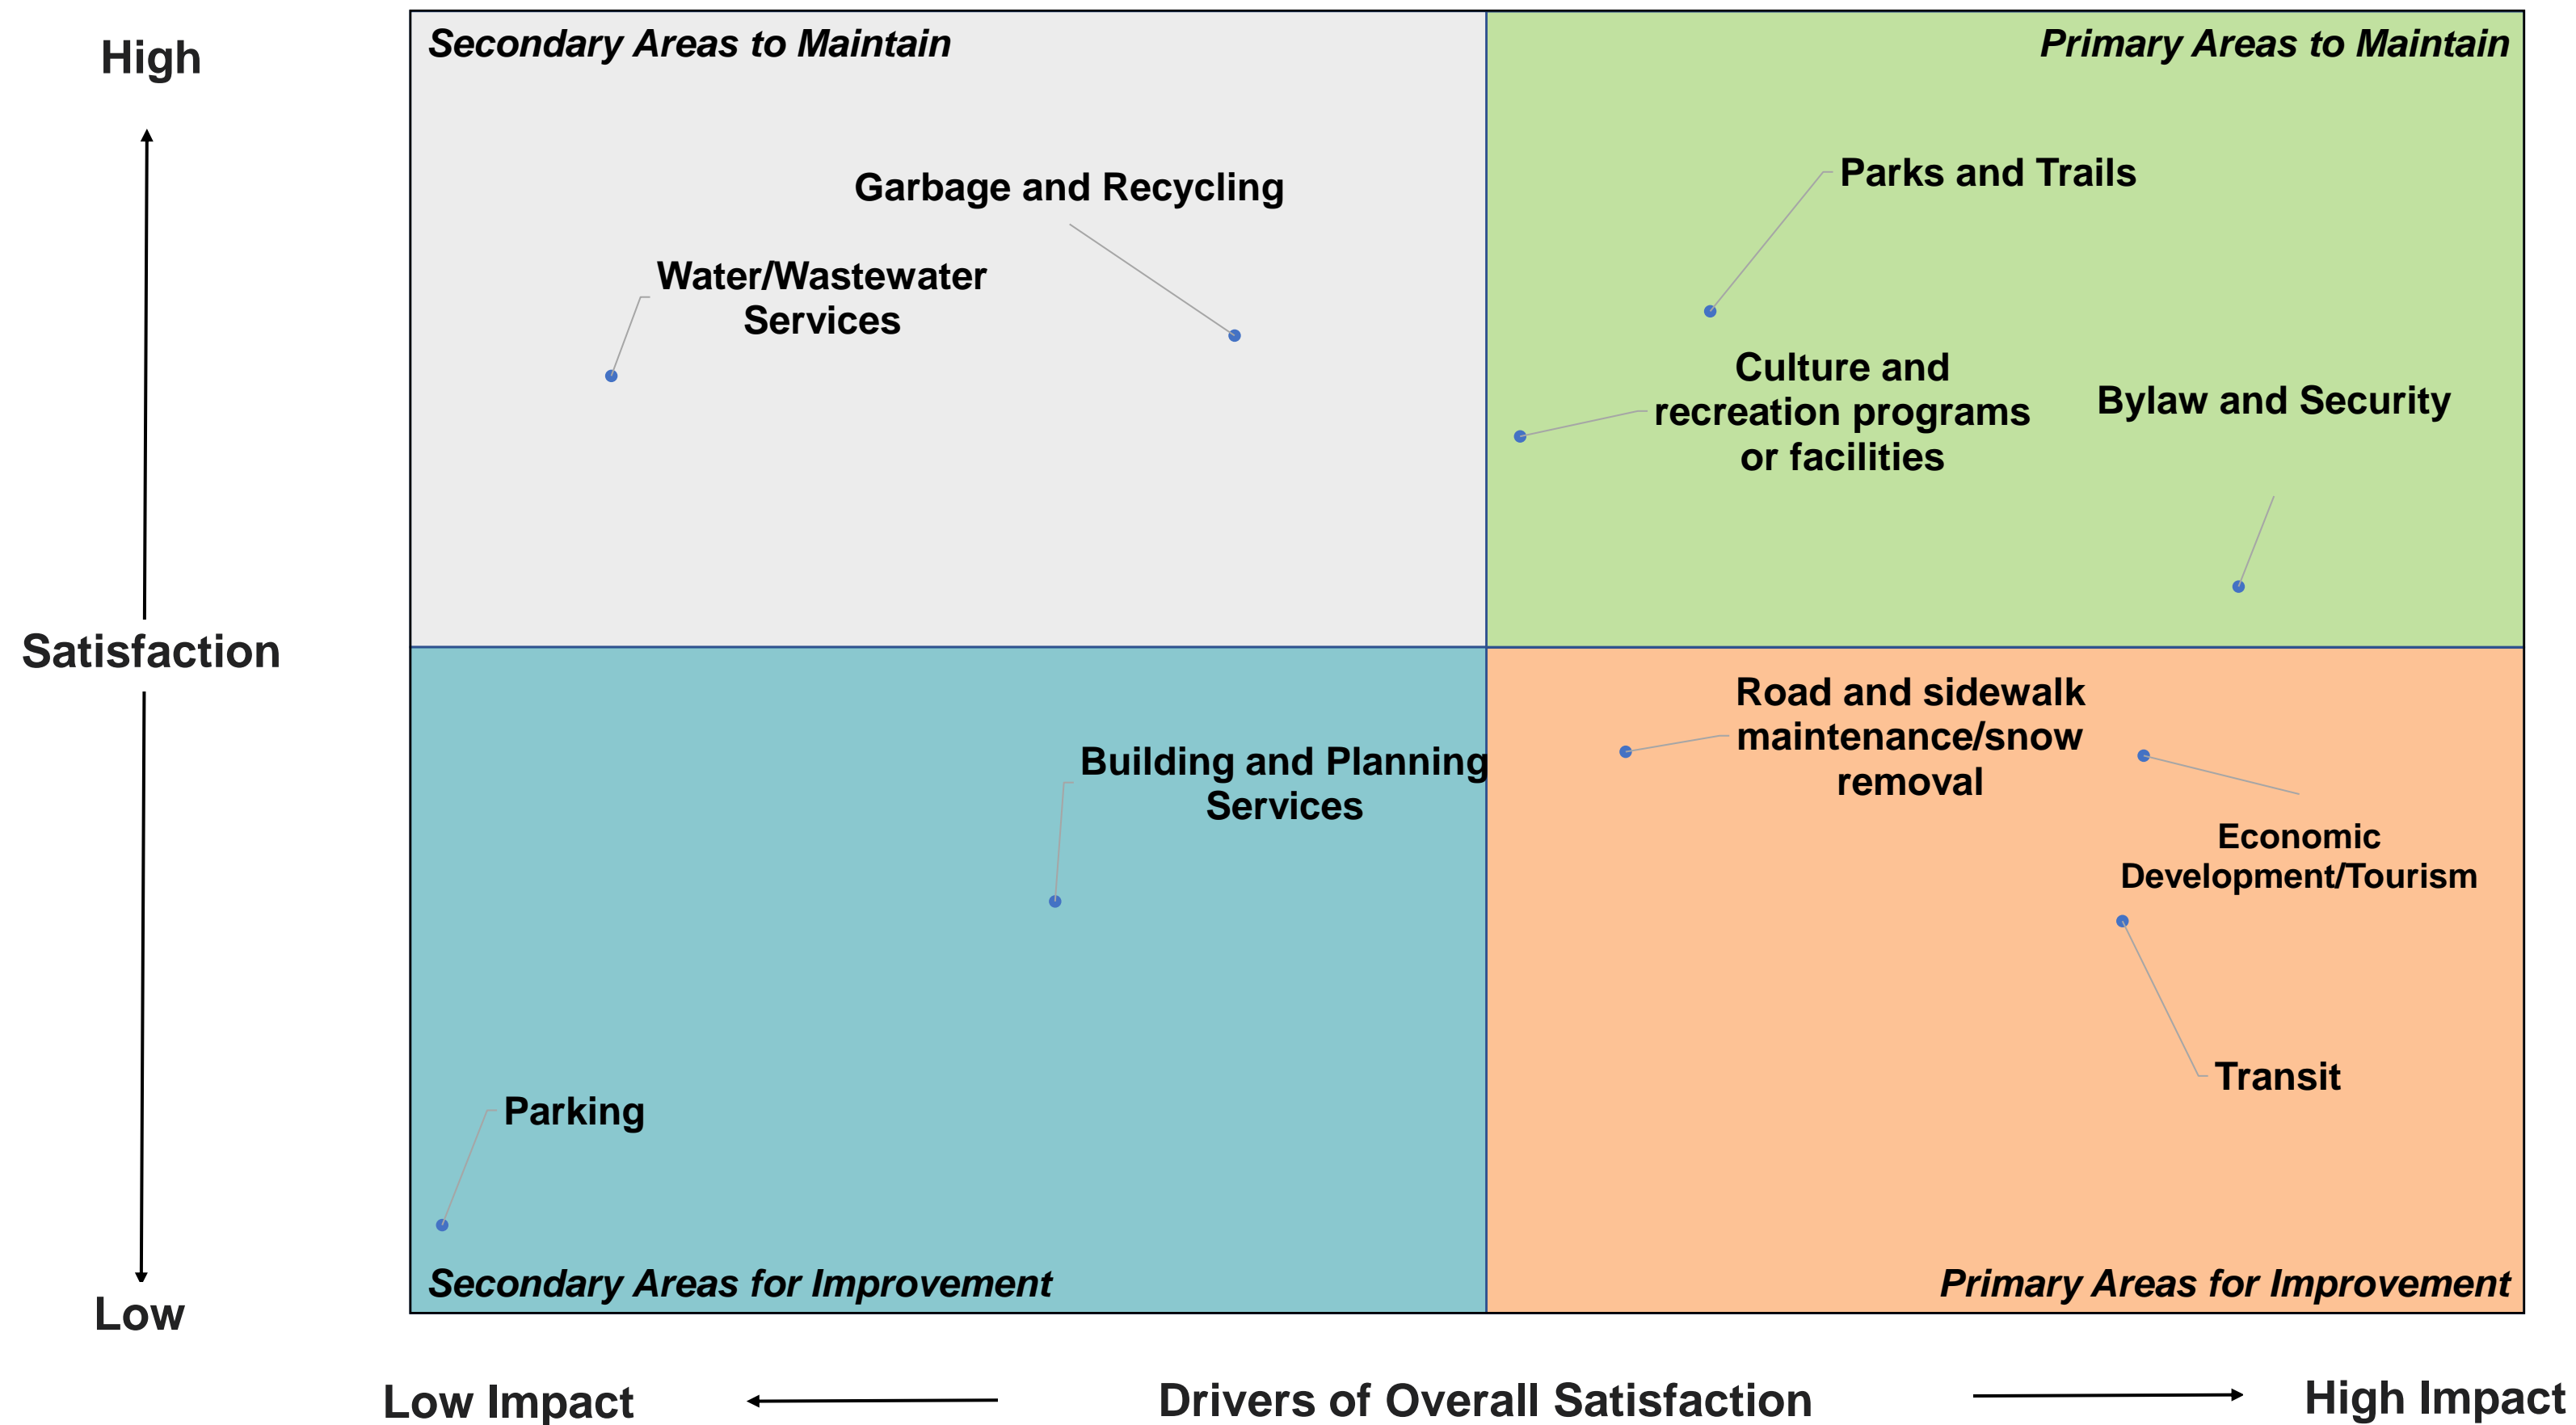 High
Secondary Areas to Maintain
Primary Areas to Maintain
Parks and Trails
Garbage and Recycling
Water/Wastewater
Services
Culture and
recreation programs
or facilities
Bylaw and Security
Satisfaction
Road and sidewalk
maintenance/snow
removal
Building and Planning
Services
Economic
Development/Tourism
Transit
Parking
Secondary Areas for Improvement
Primary Areas for Improvement
Low
Low Impact
Drivers of Overall Satisfaction
High Impact